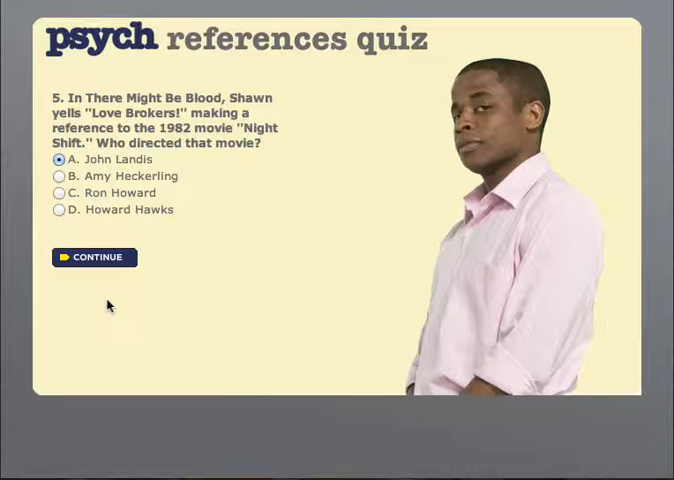 psych references quiz
5. In There Might Be Blood, Shawn
yells "Love Brokers!" making a
reference to the 1982 movie "Night
Shift." Who directed that movie?
A. John Landis
B. Amy Heckerling
C. Ron Howard
D. Howard Hawks
CONTINUE